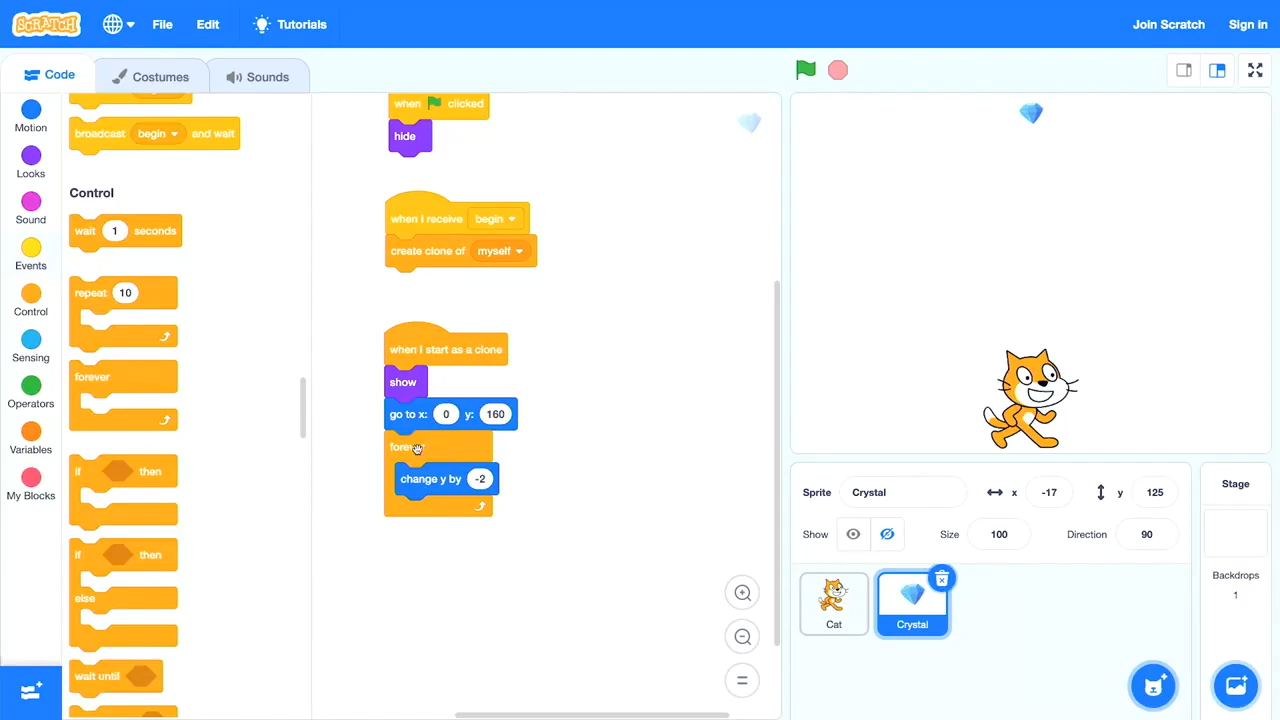 SCRATCH File Edit Tutorials Join Scratch Sign in
Code Costumes Sounds
Motion
Looks
Sound
Events
Control
Sensing
Operators
Variables
My Blocks
broadcast begin and wait
Control
wait 1 seconds
repeat 10
forever
if then
if then
else
wait until
when clicked
hide
when I receive begin
create clone of myself
when I start as a clone
show
go to x: 0 y: 160
forever
change y by -2
Sprite Crystal x -17 y 125
Show Size 100 Direction 90
Cat Crystal
Stage
Backdrops
1